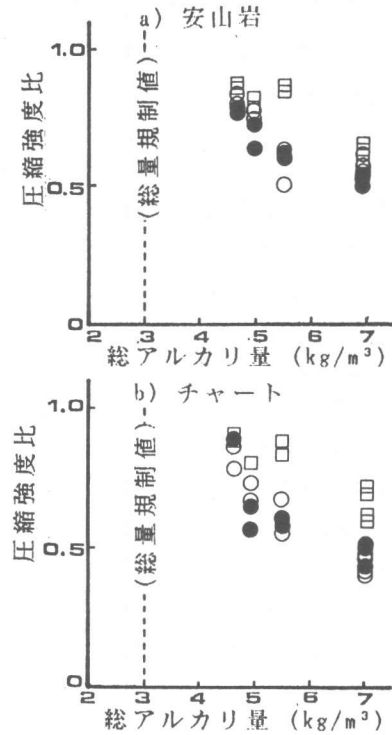 a) 安山岩
1.0
0.5
0
圧縮強度比
(総量規制値)
2 3 4 5 6 7
総アルカリ量 (kg/m³)
b) チャート
1.0
0.5
0
圧縮強度比
(総量規制値)
2 3 4 5 6 7
総アルカリ量 (kg/m³)